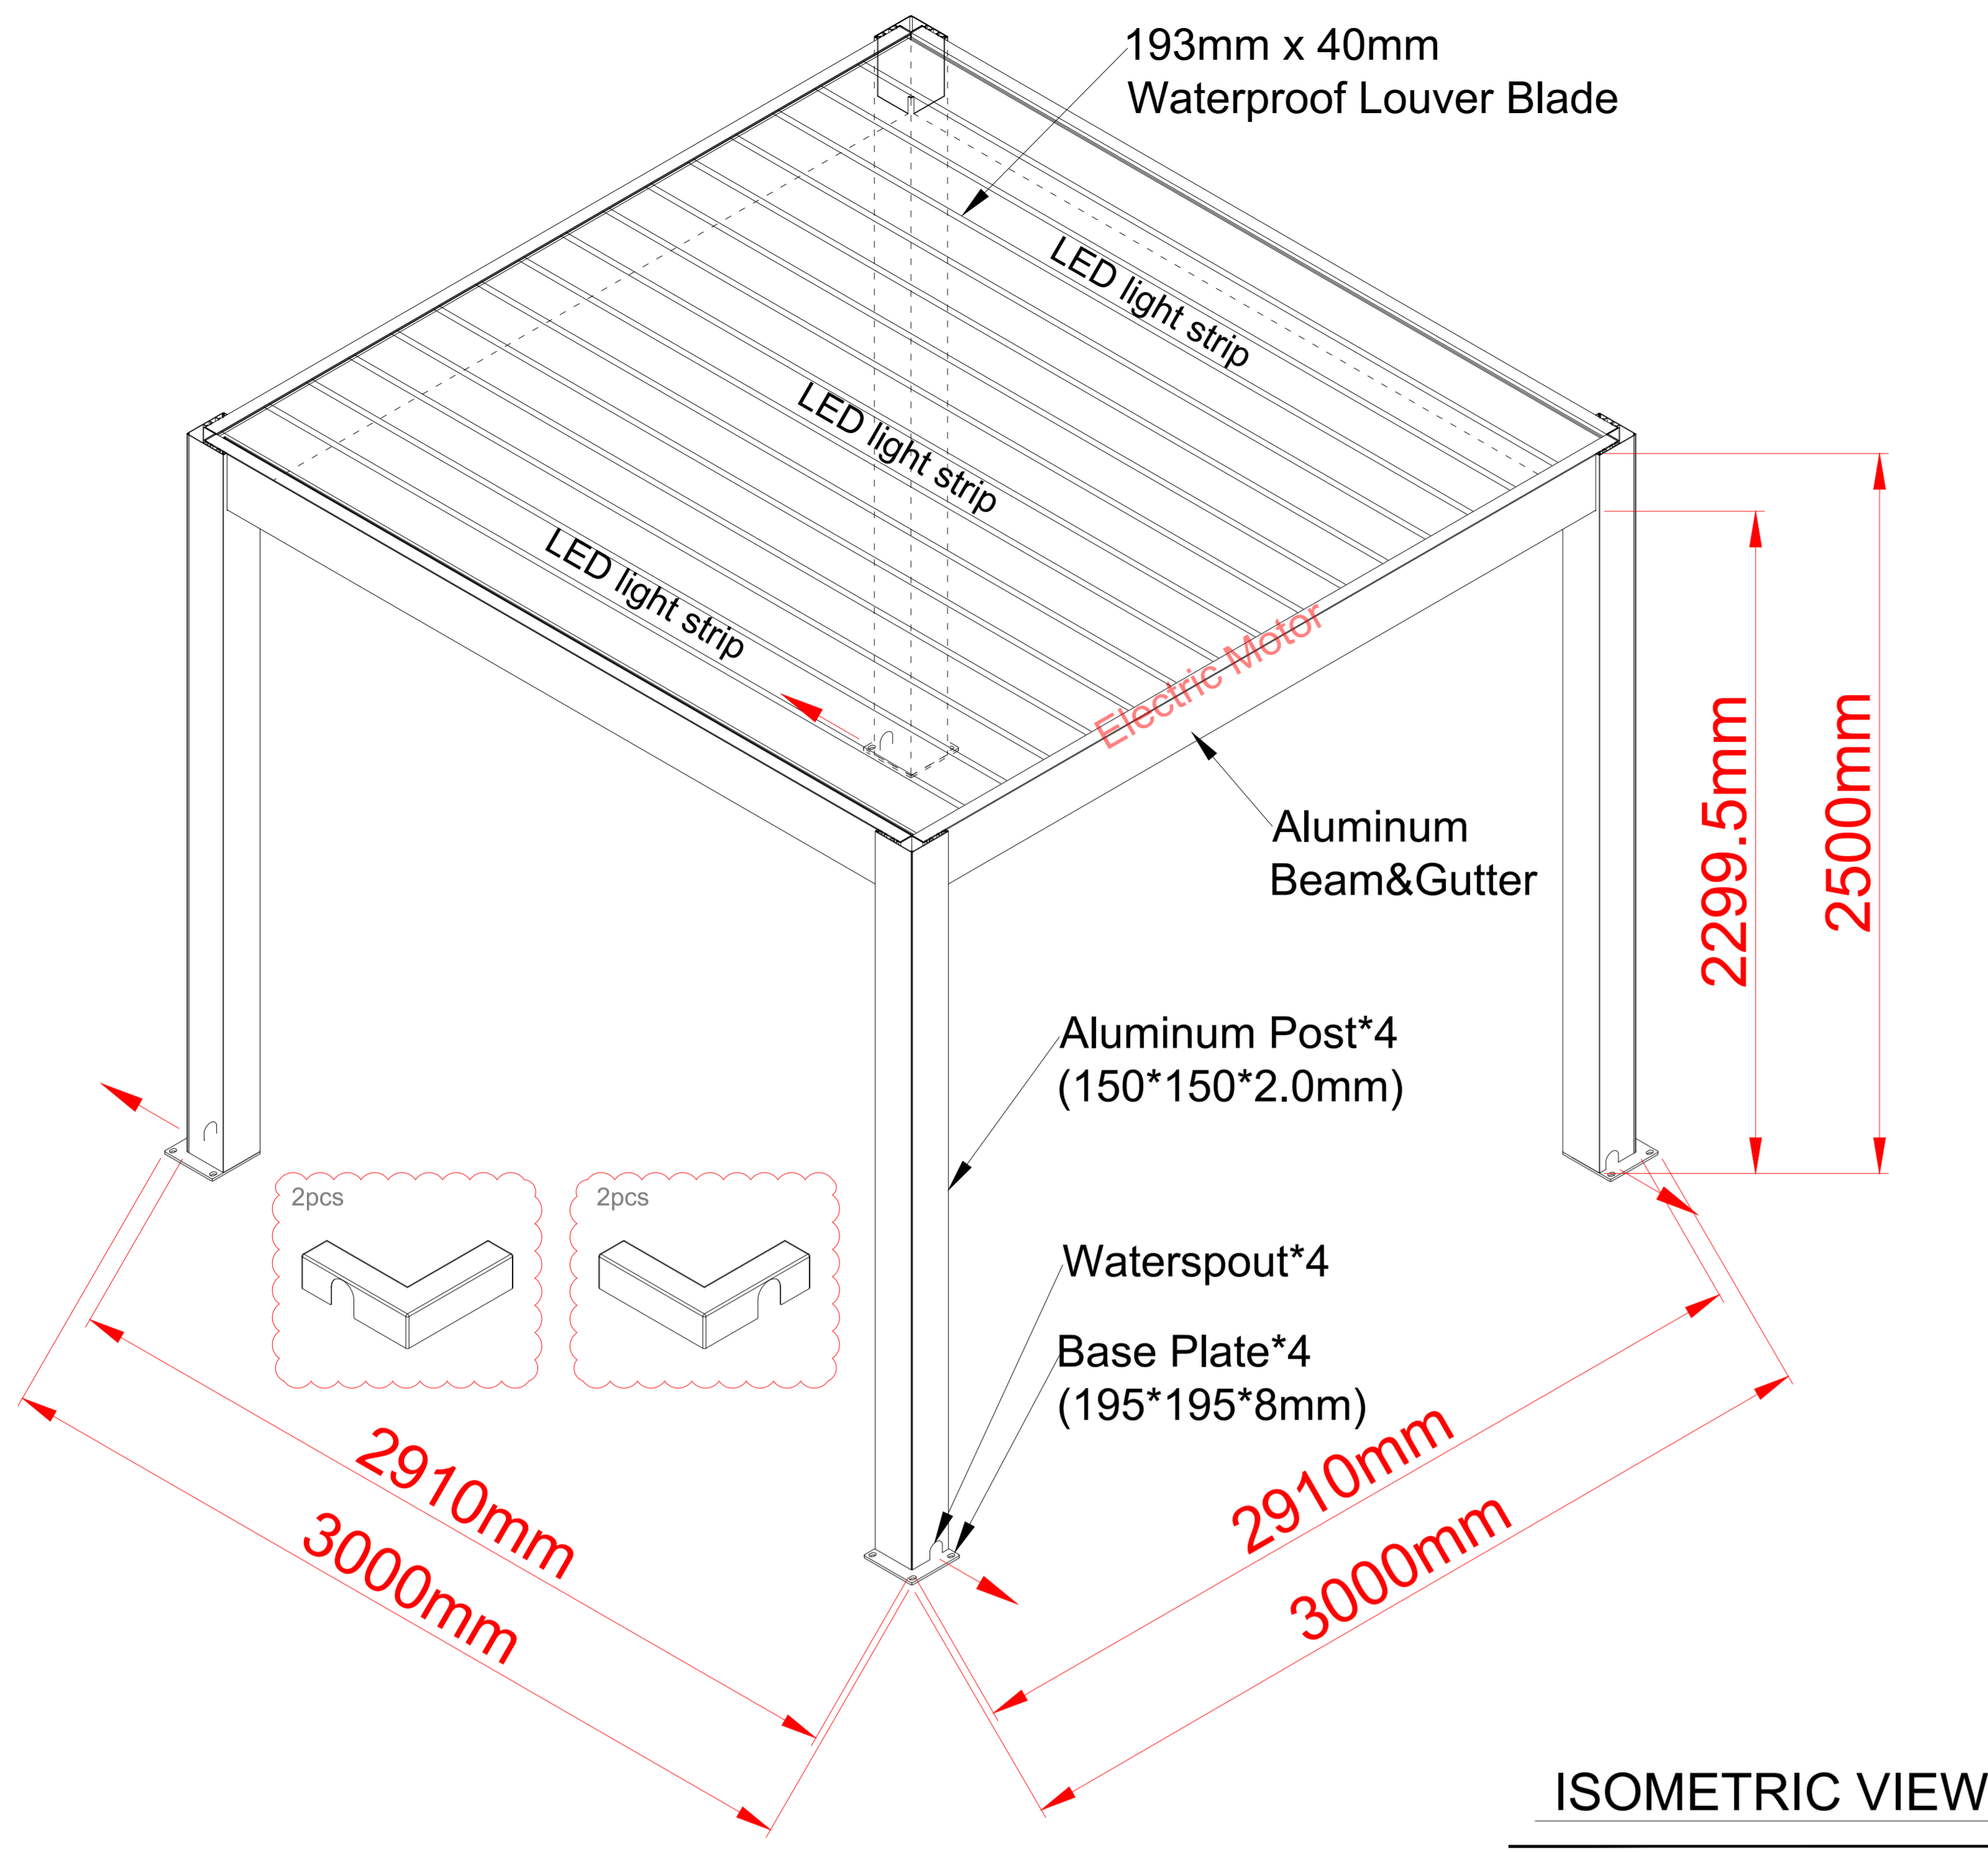 193mm x 40mm
Waterproof Louver Blade
LED light strip
LED light strip
LED light strip
Electric Motor
Aluminum
Beam&Gutter
2299.5mm
2500mm
Aluminum Post*4
(150*150*2.0mm)
2pcs
2pcs
Waterspout*4
Base Plate*4
(195*195*8mm)
2910mm
3000mm
2910mm
3000mm
ISOMETRIC VIEW